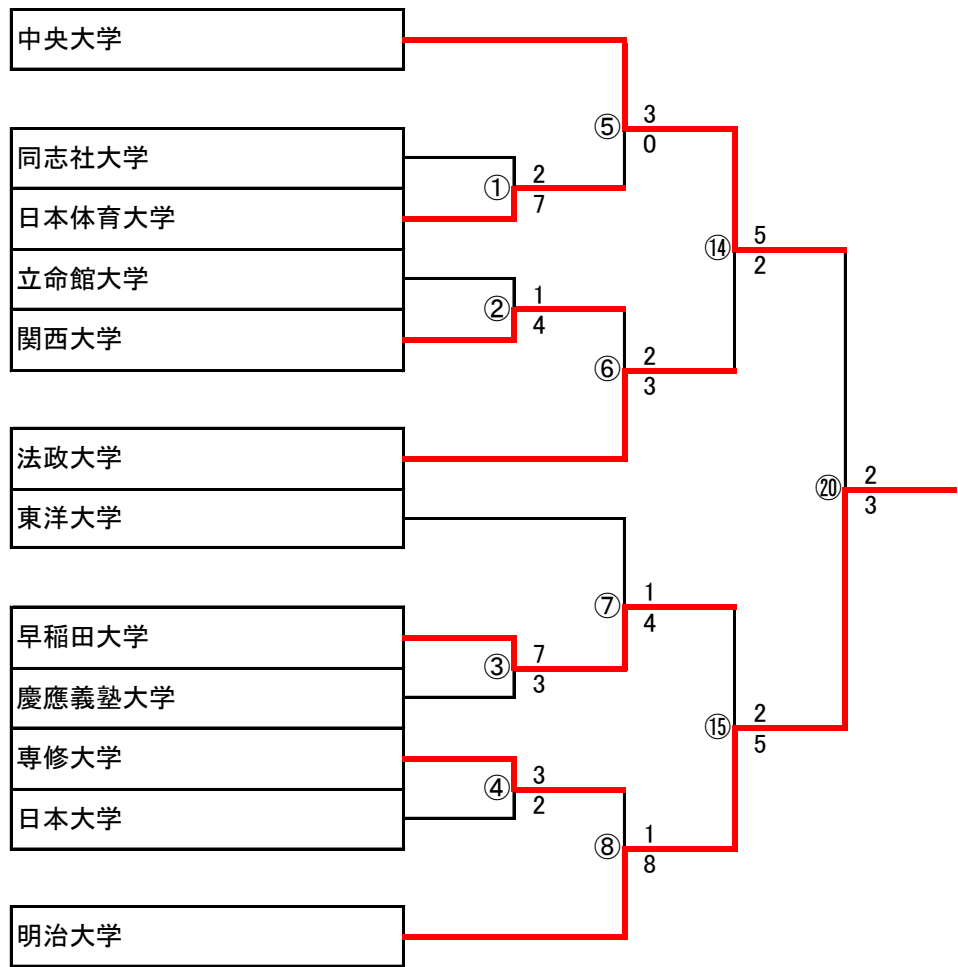 中央大学
3
⑤
0
同志社大学
2
①
7
日本体育大学
5
⑭
2
立命館大学
1
②
4
関西大学
2
⑥
3
法政大学
2
⑳
3
東洋大学
1
⑦
4
早稲田大学
7
③
3
慶應義塾大学
2
⑮
5
専修大学
3
④
2
日本大学
1
⑧
8
明治大学